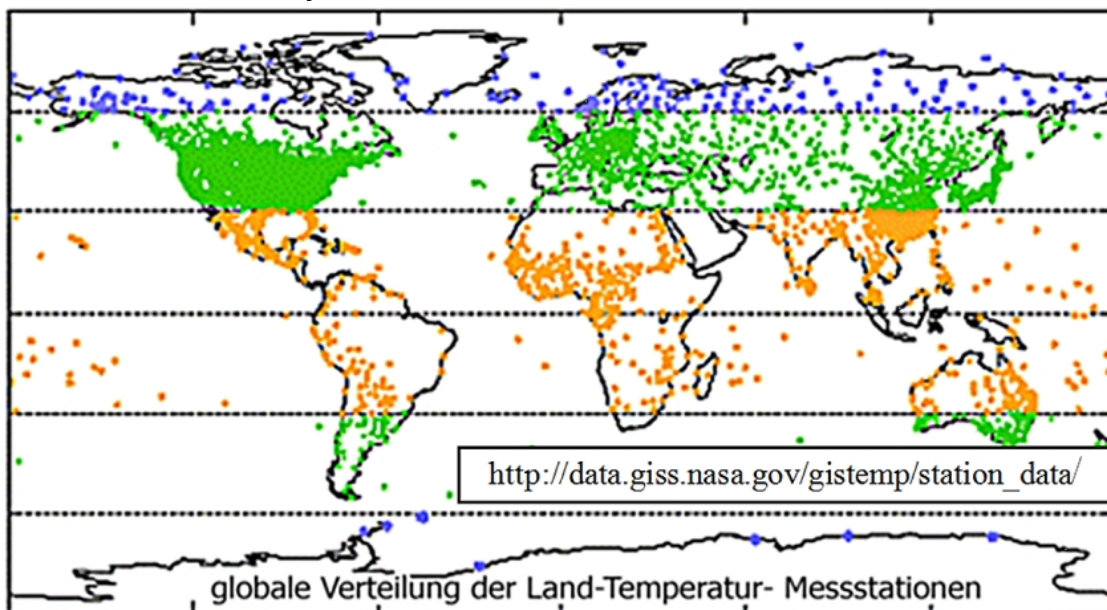 http://data.giss.nasa.gov/gistemp/station_data/
globale Verteilung der Land-Temperatur- Messstationen